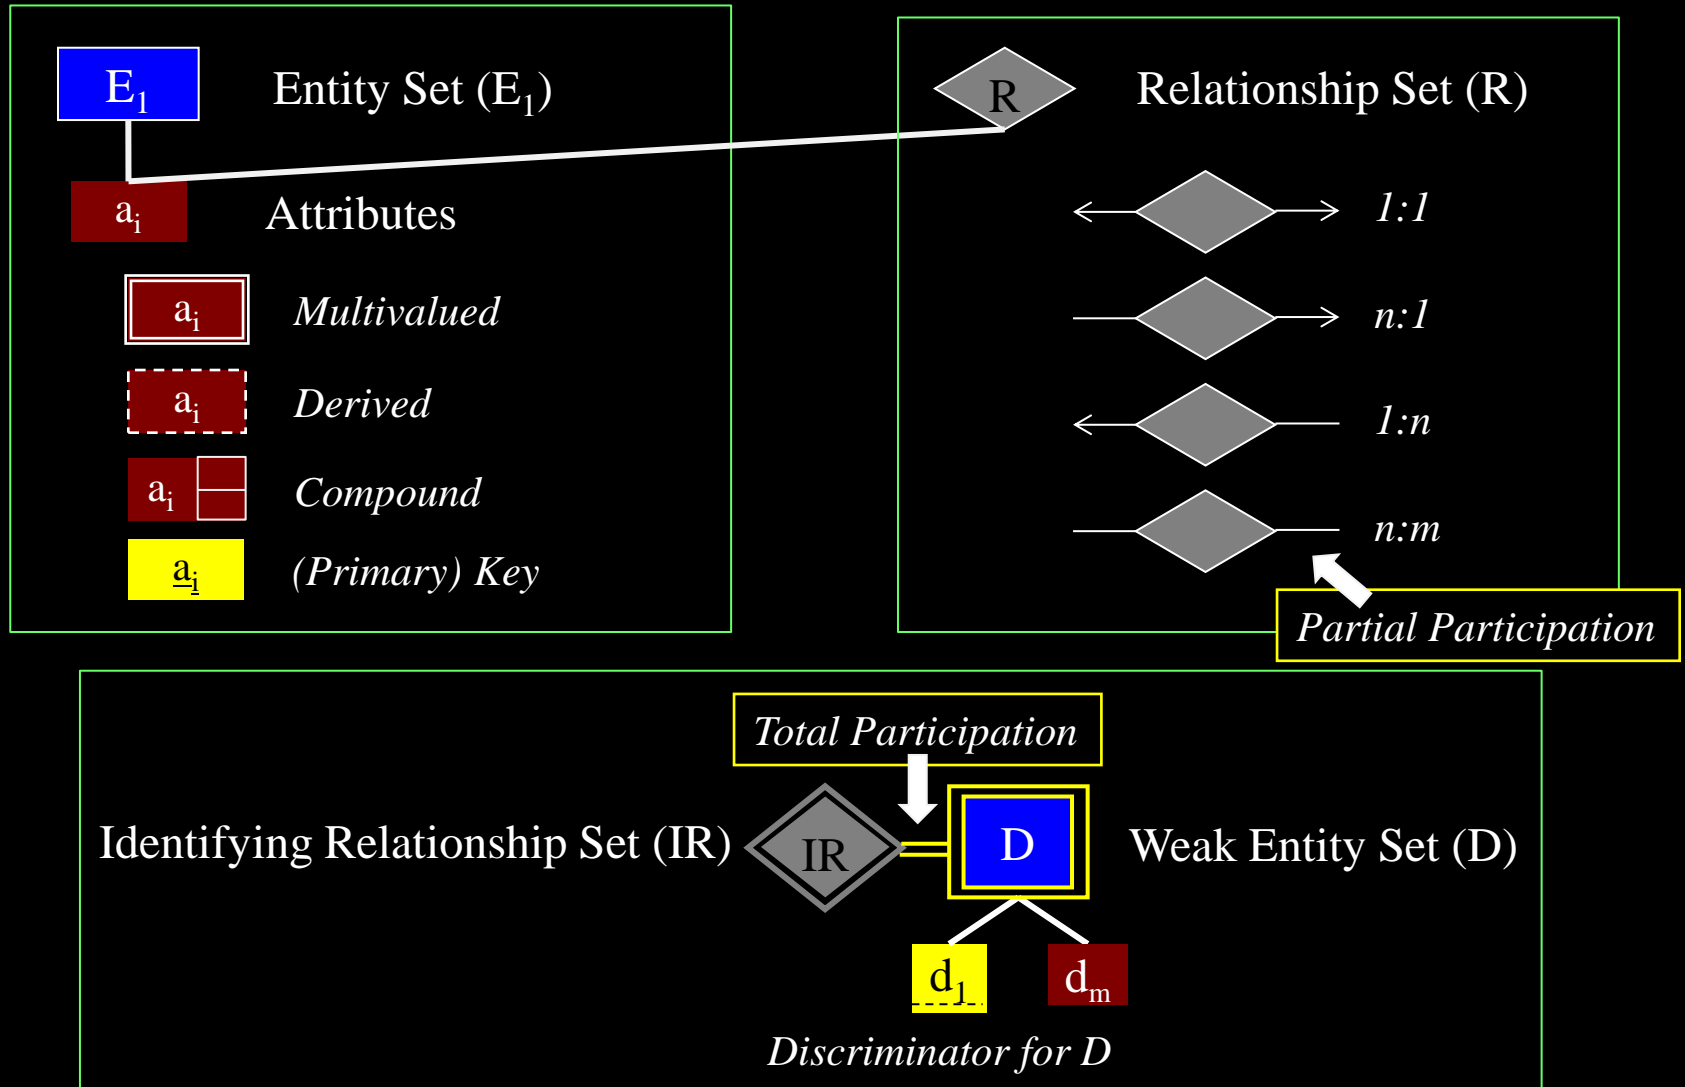 E₁
Entity Set (E₁)
aᵢ
Attributes
aᵢ
Multivalued
aᵢ
Derived
aᵢ
Compound
aᵢ
(Primary) Key
R
Relationship Set (R)
1:1
n:1
1:n
n:m
Partial Participation
Total Participation
Identifying Relationship Set (IR)
IR
D
Weak Entity Set (D)
d₁
dₘ
Discriminator for D